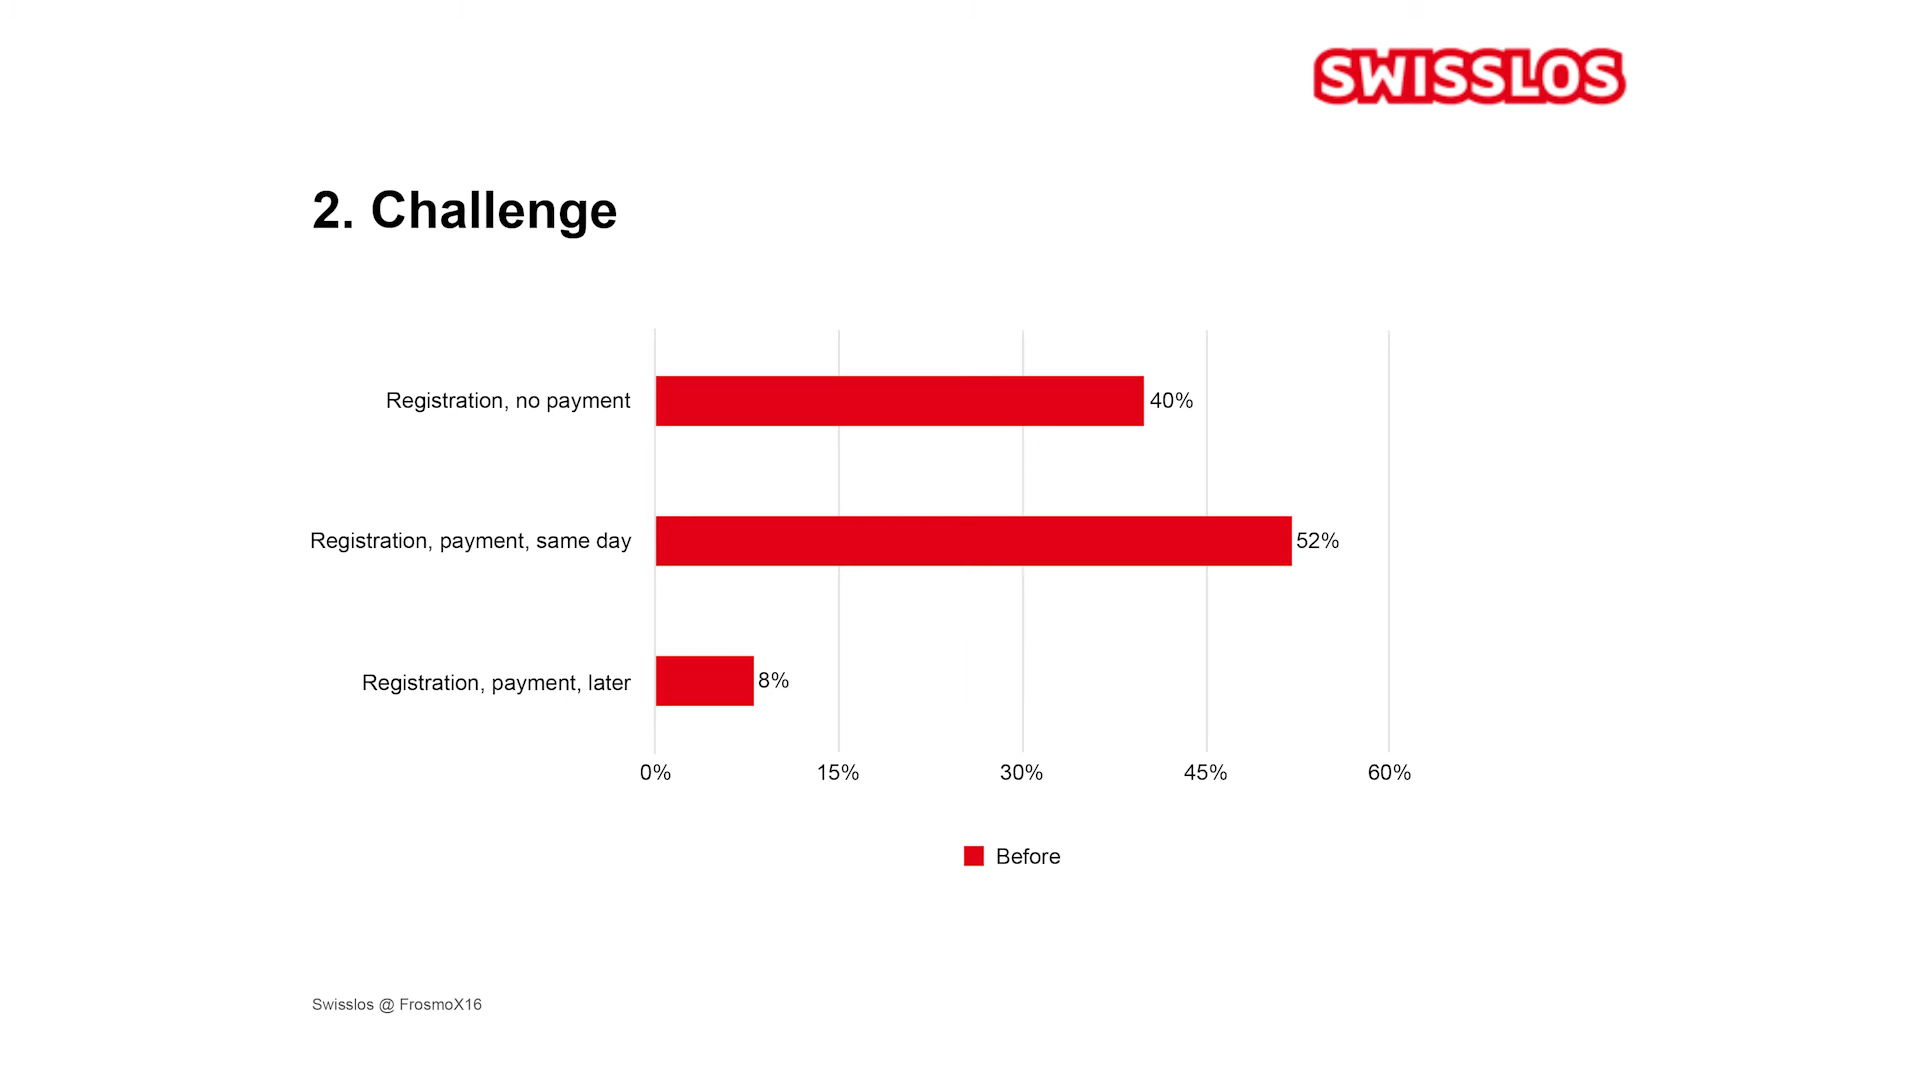 SWISSLOS
2. Challenge
Registration, no payment
40%
Registration, payment, same day
52%
Registration, payment, later
8%
0% 15% 30% 45% 60%
Before
Swisslos @ FrosmoX16